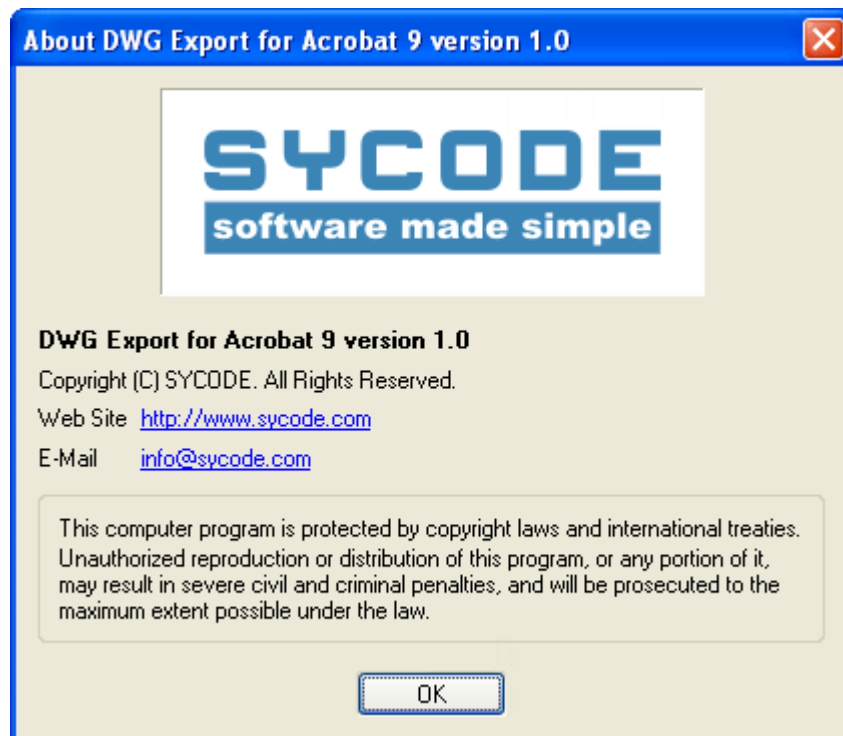 About DWG Export for Acrobat 9 version 1.0
SYCODE
software made simple
DWG Export for Acrobat 9 version 1.0
Copyright (C) SYCODE. All Rights Reserved.
Web Site http://www.sycode.com
E-Mail info@sycode.com
This computer program is protected by copyright laws and international treaties.
Unauthorized reproduction or distribution of this program, or any portion of it,
may result in severe civil and criminal penalties, and will be prosecuted to the
maximum extent possible under the law.
OK